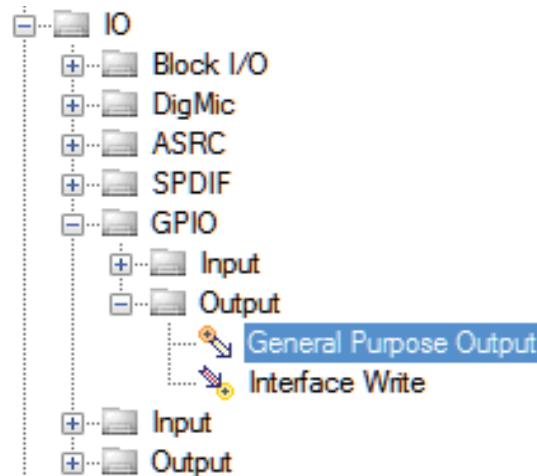 IO
Block I/O
DigMic
ASRC
SPDIF
GPIO
Input
Output
General Purpose Output
Interface Write
Input
Output